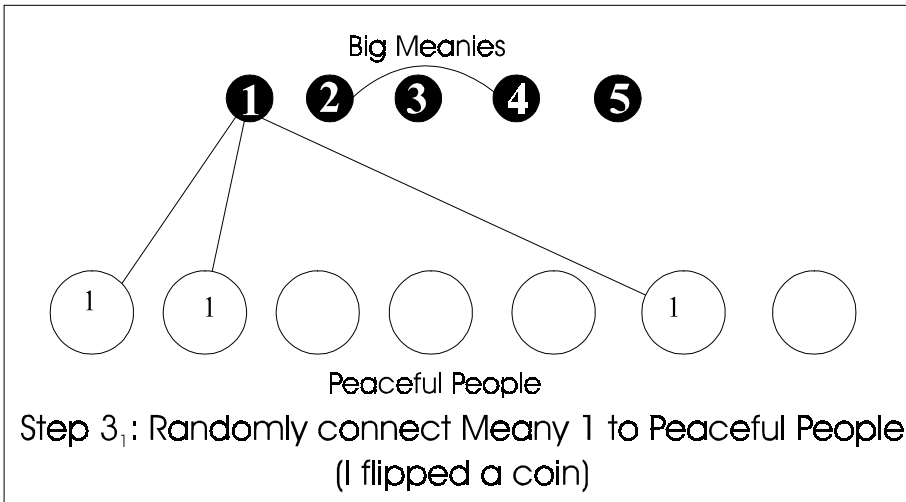 Big Meanies
1 2 3 4 5
1 1 1
Peaceful People
Step 3₁: Randomly connect Meany 1 to Peaceful People
(I flipped a coin)